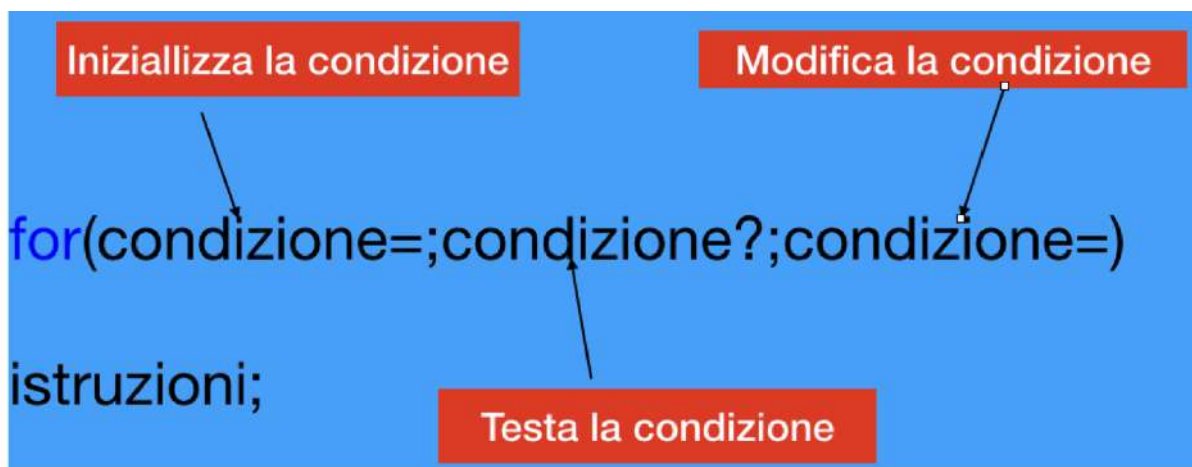 Iniziallizza la condizione
Modifica la condizione
for(condizione=;condizione?;condizione=)
istruzioni;
Testa la condizione